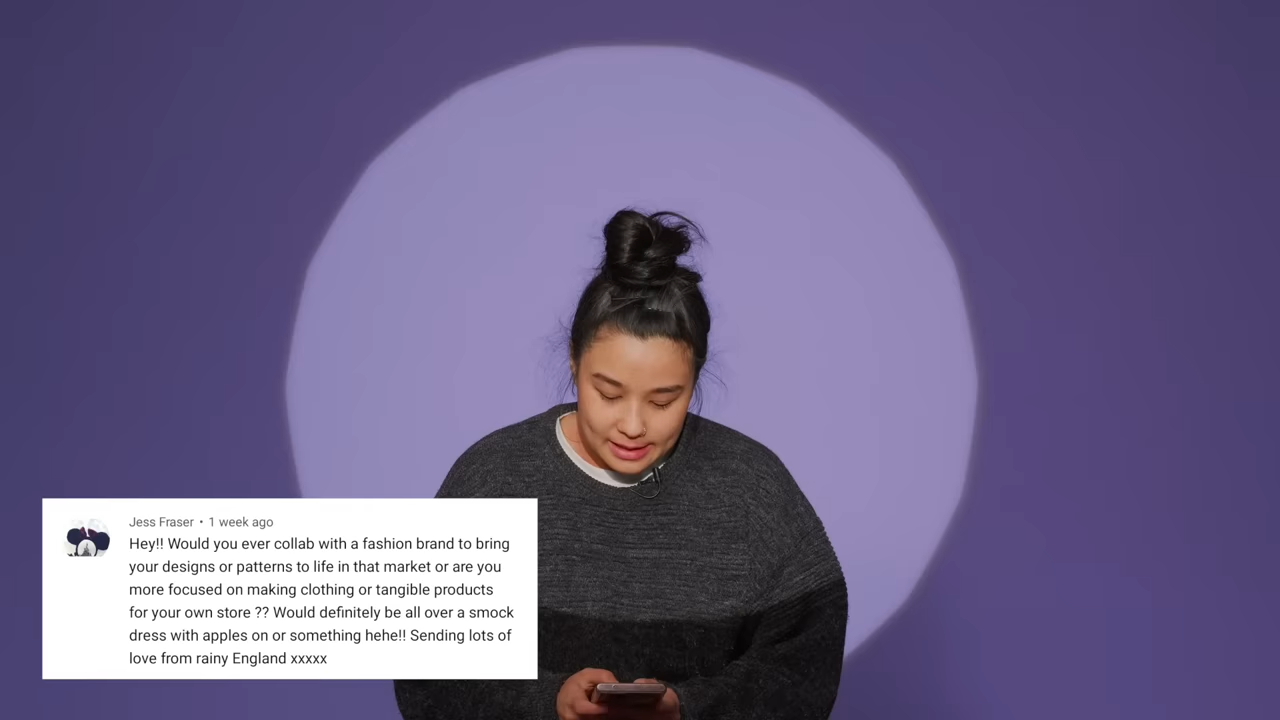 Jess Fraser • 1 week ago
Hey!! Would you ever collab with a fashion brand to bring
your designs or patterns to life in that market or are you
more focused on making clothing or tangible products
for your own store ?? Would definitely be all over a smock
dress with apples on or something hehe!! Sending lots of
love from rainy England xxxxx